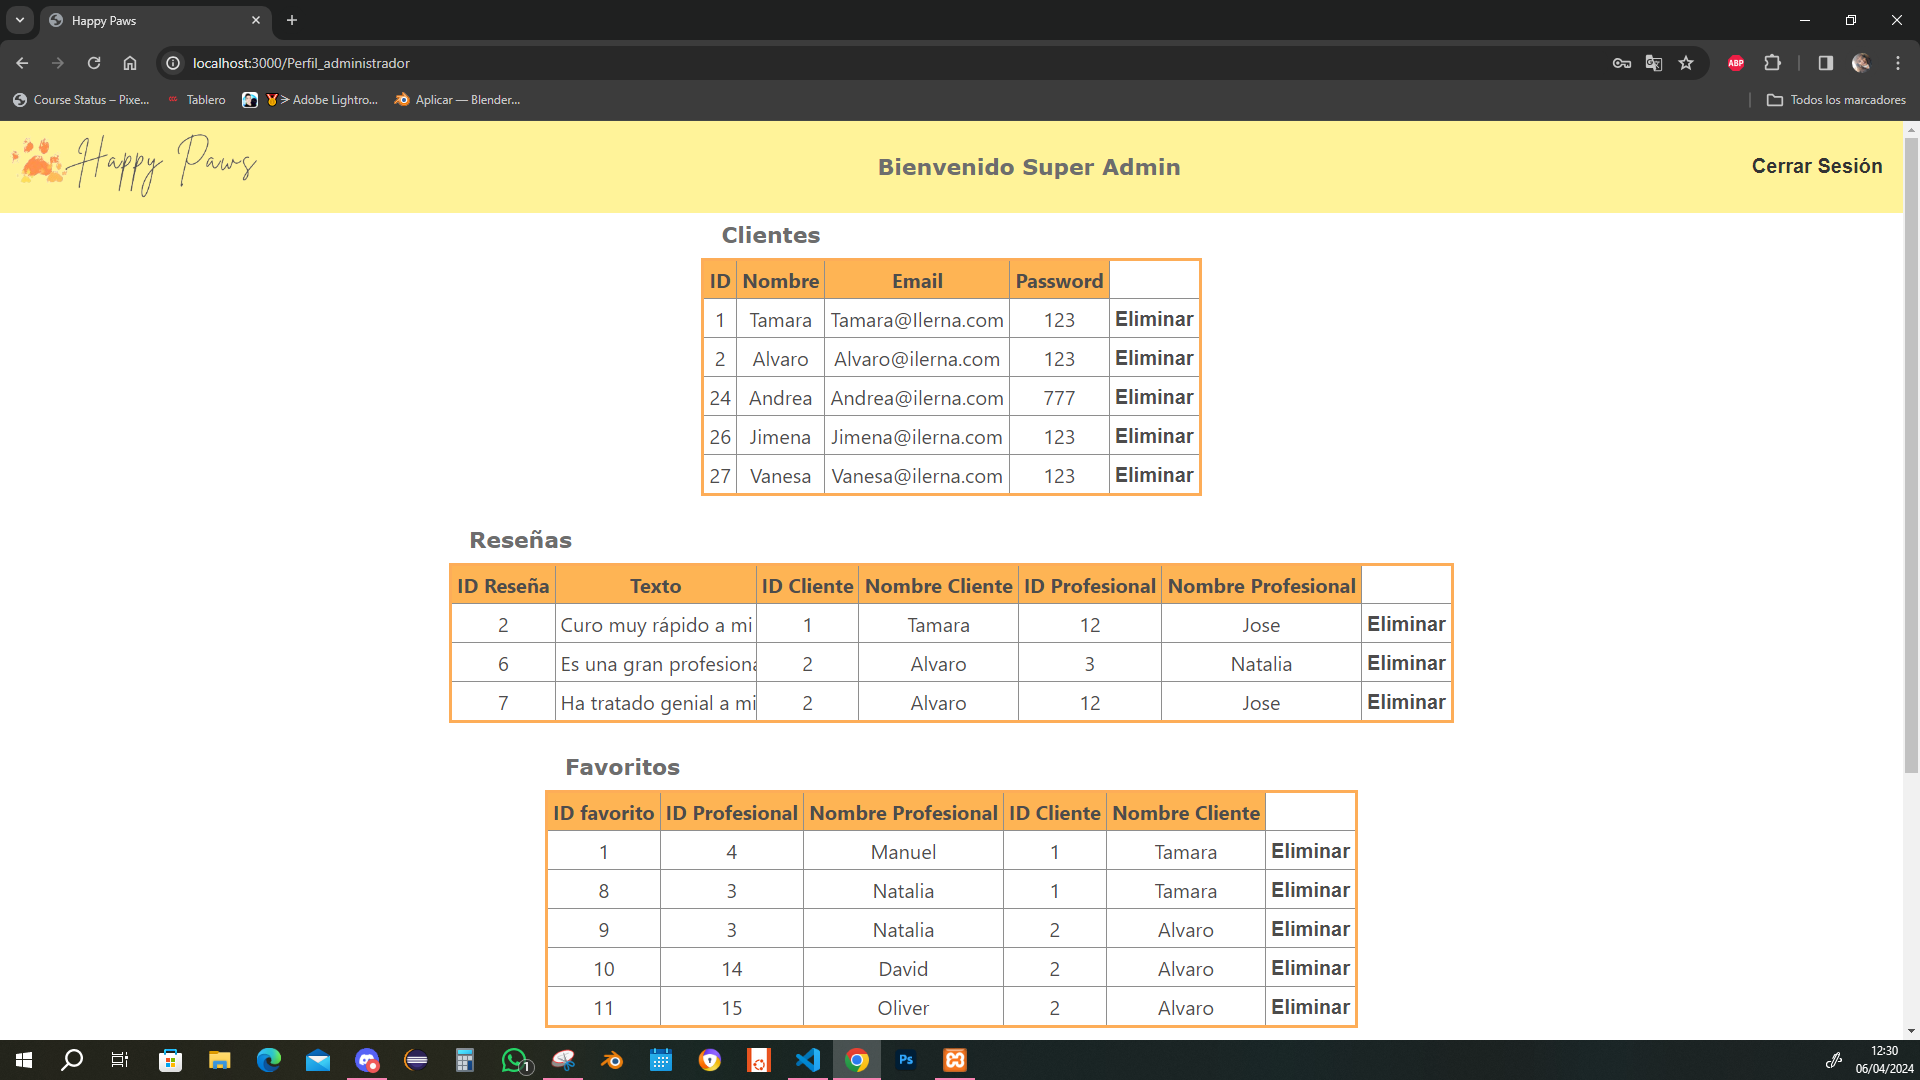 Happy Paws
localhost:3000/Perfil_administrador
ABP
Course Status – Pixe...
Tablero
> Adobe Lightro...
Aplicar — Blender...
Todos los marcadores
Happy Paws
Bienvenido Super Admin
Cerrar Sesión
Clientes
ID Nombre Email Password
1 Tamara Tamara@Ilerna.com 123 Eliminar
2 Alvaro Alvaro@ilerna.com 123 Eliminar
24 Andrea Andrea@ilerna.com 777 Eliminar
26 Jimena Jimena@ilerna.com 123 Eliminar
27 Vanesa Vanesa@ilerna.com 123 Eliminar
Reseñas
ID Reseña Texto ID Cliente Nombre Cliente ID Profesional Nombre Profesional
2 Curo muy rápido a mi 1 Tamara 12 Jose Eliminar
6 Es una gran profesiona 2 Alvaro 3 Natalia Eliminar
7 Ha tratado genial a mi 2 Alvaro 12 Jose Eliminar
Favoritos
ID favorito ID Profesional Nombre Profesional ID Cliente Nombre Cliente
1 4 Manuel 1 Tamara Eliminar
8 3 Natalia 1 Tamara Eliminar
9 3 Natalia 2 Alvaro Eliminar
10 14 David 2 Alvaro Eliminar
11 15 Oliver 2 Alvaro Eliminar
1
Ps
12:30
06/04/2024